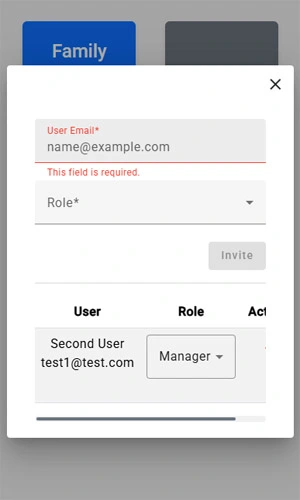 Family
User Email*
name@example.com
This field is required.
Role*
Invite
User Role
Second User
test1@test.com
Manager